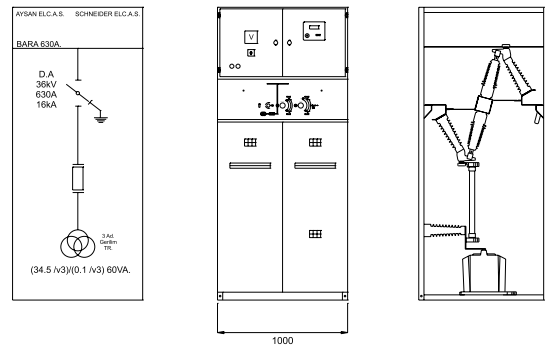 AYSAN ELC.A.S. SCHNEIDER ELC.A.S.
BARA 630A.
D.A
36kV
630A
16kA
3 Ad.
Gerilim
TR.
(34.5 /v3)/(0.1 /v3) 60VA.
V
1000